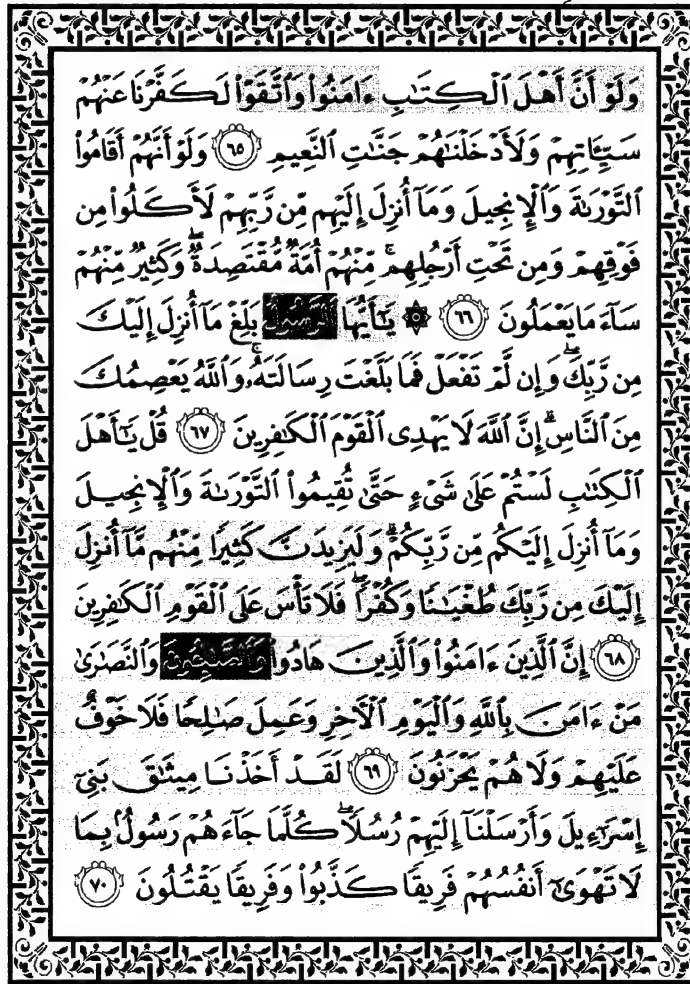 وَلَوْ أَنَّ أَهْلَ ٱلْكِتَٰبِ ءَامَنُوا۟ وَٱتَّقَوْا۟ لَكَفَّرْنَا عَنْهُمْ
سَيِّـَٔاتِهِمْ وَلَأَدْخَلْنَٰهُمْ جَنَّٰتِ ٱلنَّعِيمِ ٦٥ وَلَوْ أَنَّهُمْ أَقَامُوا۟
ٱلتَّوْرَىٰةَ وَٱلْإِنجِيلَ وَمَآ أُنزِلَ إِلَيْهِم مِّن رَّبِّهِمْ لَأَكَلُوا۟ مِن
فَوْقِهِمْ وَمِن تَحْتِ أَرْجُلِهِم ۚ مِّنْهُمْ أُمَّةٌ مُّقْتَصِدَةٌ ۖ وَكَثِيرٌ مِّنْهُمْ
سَآءَ مَا يَعْمَلُونَ ٦٦ ۞ يَٰٓأَيُّهَا ٱلرَّسُولُ بَلِّغْ مَآ أُنزِلَ إِلَيْكَ
مِن رَّبِّكَ ۖ وَإِن لَّمْ تَفْعَلْ فَمَا بَلَّغْتَ رِسَالَتَهُۥ ۚ وَٱللَّهُ يَعْصِمُكَ
مِنَ ٱلنَّاسِ ۗ إِنَّ ٱللَّهَ لَا يَهْدِى ٱلْقَوْمَ ٱلْكَٰفِرِينَ ٦٧ قُلْ يَٰٓأَهْلَ
ٱلْكِتَٰبِ لَسْتُمْ عَلَىٰ شَىْءٍ حَتَّىٰ تُقِيمُوا۟ ٱلتَّوْرَىٰةَ وَٱلْإِنجِيلَ
وَمَآ أُنزِلَ إِلَيْكُم مِّن رَّبِّكُمْ ۗ وَلَيَزِيدَنَّ كَثِيرًا مِّنْهُم مَّآ أُنزِلَ
إِلَيْكَ مِن رَّبِّكَ طُغْيَٰنًا وَكُفْرًا ۖ فَلَا تَأْسَ عَلَى ٱلْقَوْمِ ٱلْكَٰفِرِينَ
٦٨ إِنَّ ٱلَّذِينَ ءَامَنُوا۟ وَٱلَّذِينَ هَادُوا۟ وَٱلصَّٰبِـُٔونَ وَٱلنَّصَٰرَىٰ
مَنْ ءَامَنَ بِٱللَّهِ وَٱلْيَوْمِ ٱلْءَاخِرِ وَعَمِلَ صَٰلِحًا فَلَا خَوْفٌ
عَلَيْهِمْ وَلَا هُمْ يَحْزَنُونَ ٦٩ لَقَدْ أَخَذْنَا مِيثَٰقَ بَنِىٓ
إِسْرَٰٓءِيلَ وَأَرْسَلْنَآ إِلَيْهِمْ رُسُلًا ۖ كُلَّمَا جَآءَهُمْ رَسُولٌۢ بِمَا
لَا تَهْوَىٰٓ أَنفُسُهُمْ فَرِيقًا كَذَّبُوا۟ وَفَرِيقًا يَقْتُلُونَ ٧٠